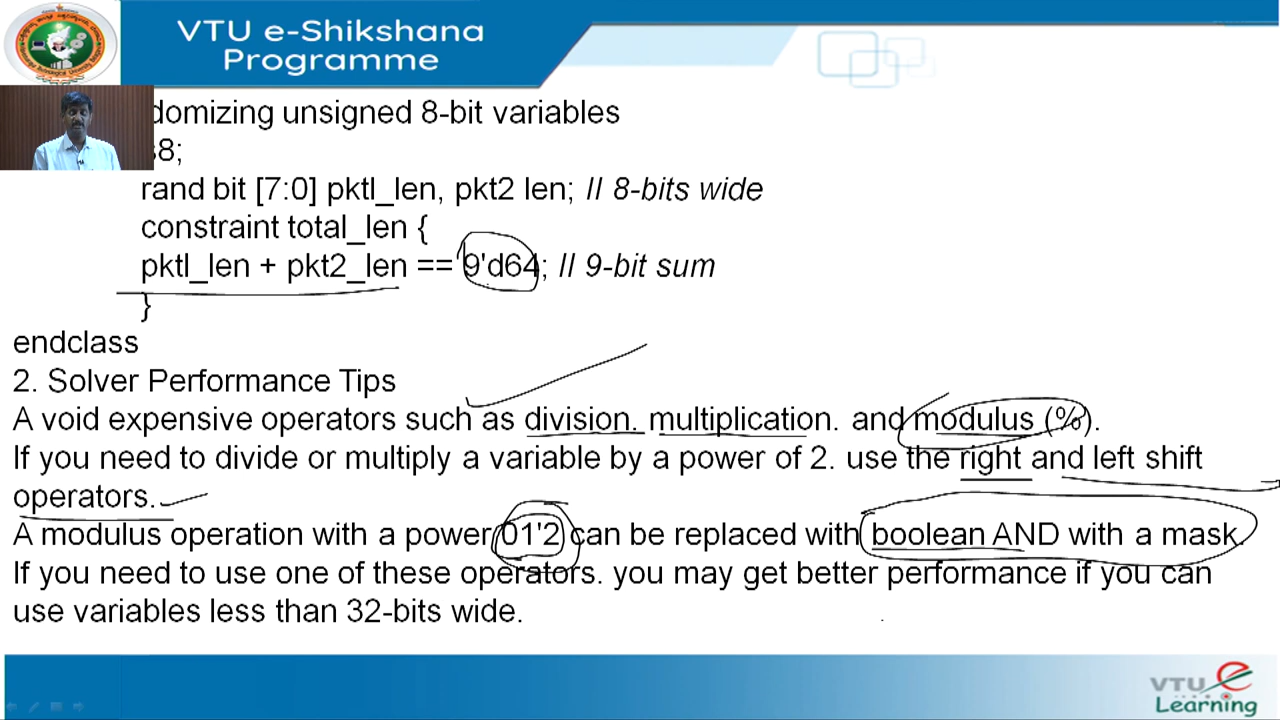 VTU e-Shikshana
Programme
domizing unsigned 8-bit variables
8;
rand bit [7:0] pktl_len, pkt2 len; // 8-bits wide
constraint total_len {
pktl_len + pkt2_len == 9'd64; // 9-bit sum
}
endclass
2. Solver Performance Tips
A void expensive operators such as division. multiplication. and modulus (%).
If you need to divide or multiply a variable by a power of 2. use the right and left shift
operators.
A modulus operation with a power 01'2 can be replaced with boolean AND with a mask.
If you need to use one of these operators. you may get better performance if you can
use variables less than 32-bits wide.
VTU e
Learning